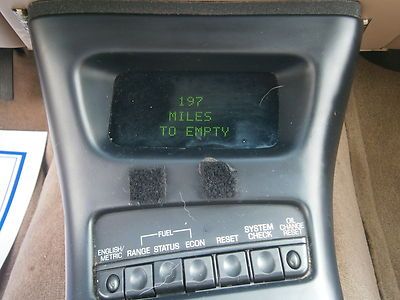 197
MILES
TO EMPTY
FUEL
ENGLISH/
METRIC
RANGE STATUS ECON RESET
SYSTEM
CHECK
OIL
CHANGE
RESET